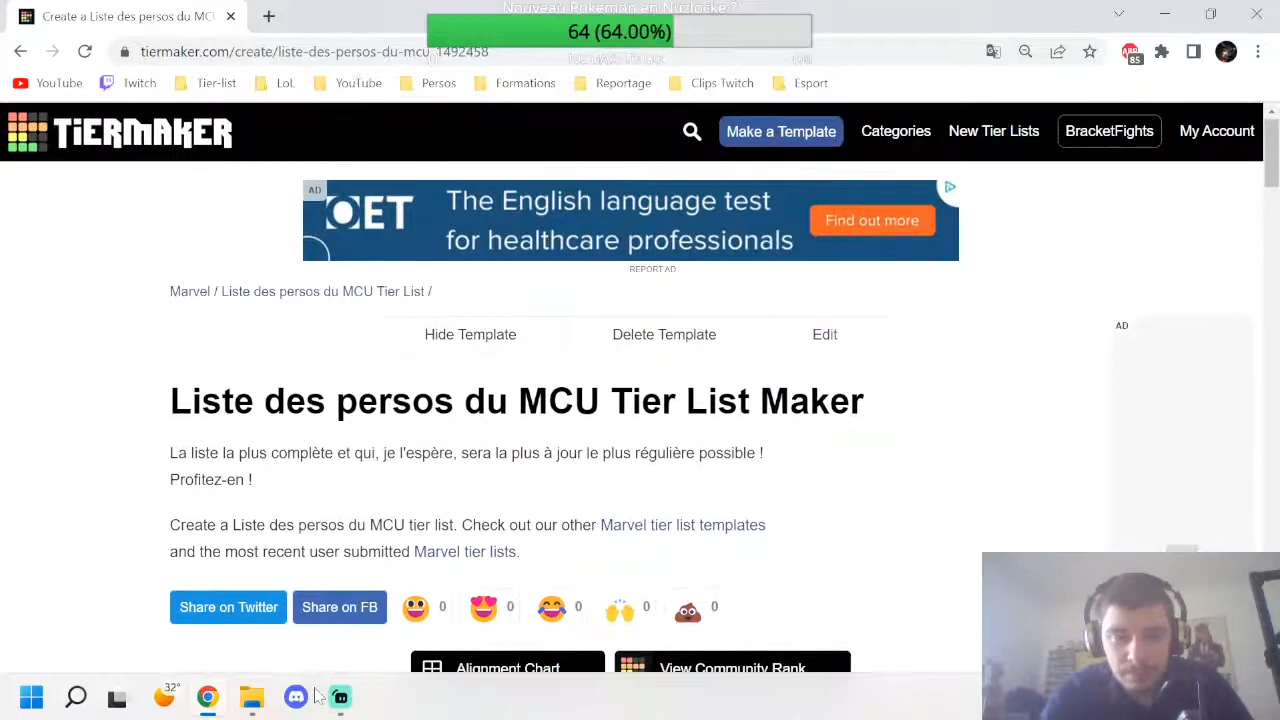 Create a Liste des persos du MCU
Nouveau Pokemon en Nuzlocke ?
64 (64.00%)
tiermaker.com/create/liste-des-persos-du-mcu_1492458
85
YouTube Twitch Tier-list LoL YouTube Persos Formations Reportage Clips Twitch Esport
TIERMAKER
Make a Template Categories New Tier Lists BracketFights My Account
AD
OET
The English language test
for healthcare professionals
Find out more
REPORT AD
Marvel / Liste des persos du MCU Tier List /
AD
Hide Template Delete Template Edit
Liste des persos du MCU Tier List Maker
La liste la plus complète et qui, je l'espère, sera la plus à jour le plus régulière possible !
Profitez-en !
Create a Liste des persos du MCU tier list. Check out our other Marvel tier list templates
and the most recent user submitted Marvel tier lists.
Share on Twitter Share on FB 0 0 0 0 0
Alignment Chart View Community Rank
32°